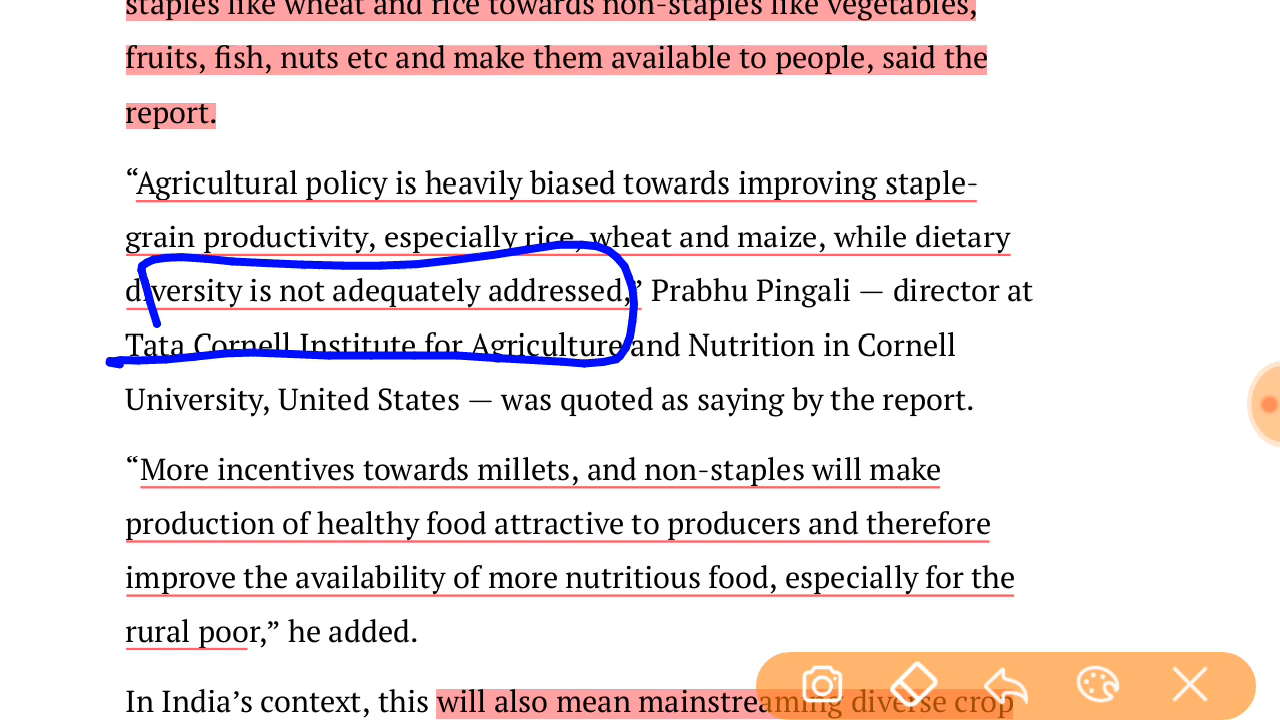 staples like wheat and rice towards non-staples like vegetables,
fruits, fish, nuts etc and make them available to people, said the
report.
“Agricultural policy is heavily biased towards improving staple-
grain productivity, especially rice, wheat and maize, while dietary
diversity is not adequately addressed,” Prabhu Pingali — director at
Tata Cornell Institute for Agriculture and Nutrition in Cornell
University, United States — was quoted as saying by the report.
“More incentives towards millets, and non-staples will make
production of healthy food attractive to producers and therefore
improve the availability of more nutritious food, especially for the
rural poor,” he added.
In India’s context, this will also mean mainstreaming diverse crop